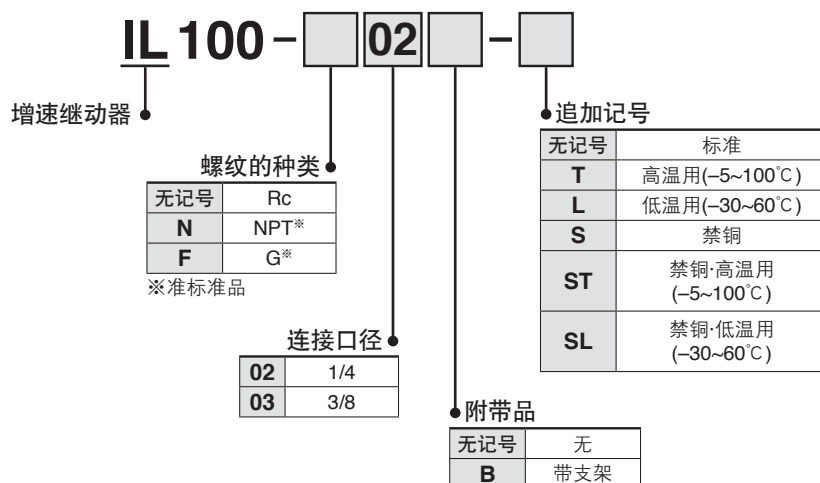 IL 100 – 02 –
增速继动器
螺纹的种类
无记号 Rc
N NPT※
F G※
※准标准品
连接口径
02 1/4
03 3/8
附带品
无记号 无
B 带支架
追加记号
无记号 标准
T 高温用(–5~100℃)
L 低温用(–30~60℃)
S 禁铜
ST 禁铜·高温用
(–5~100℃)
SL 禁铜·低温用
(–30~60℃)